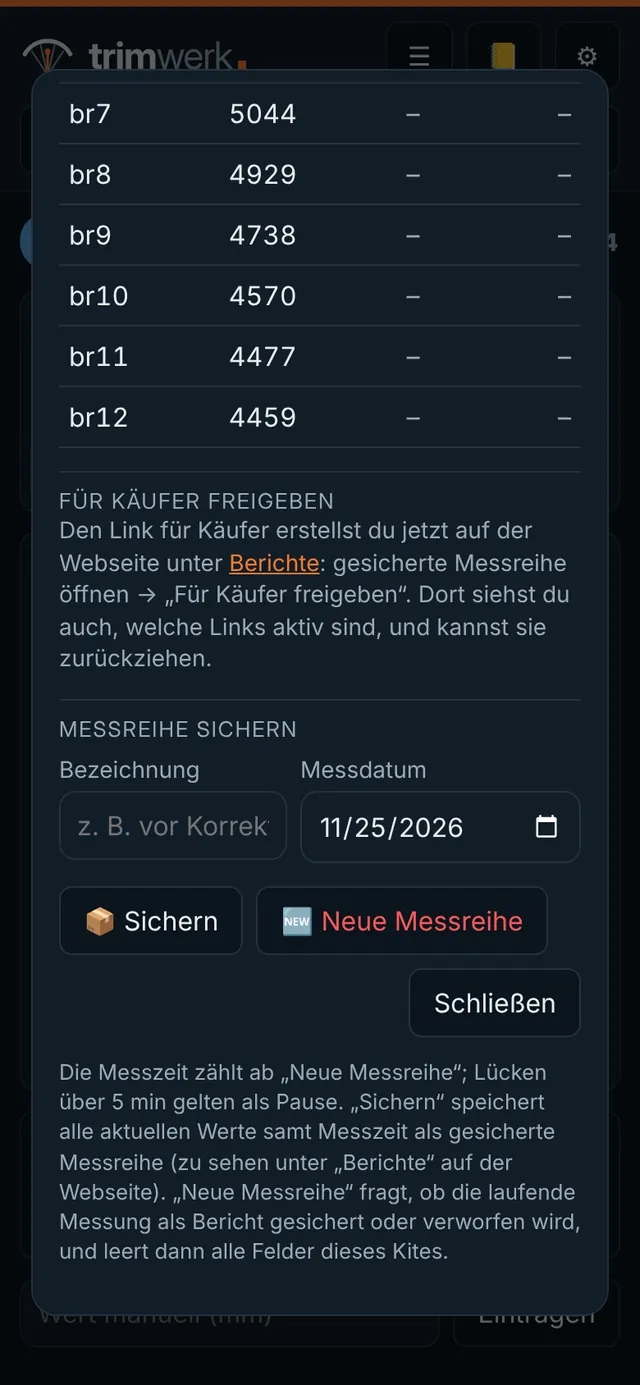 trimwerk.
br7 5044 – –
br8 4929 – –
br9 4738 – –
br10 4570 – –
br11 4477 – –
br12 4459 – –
FÜR KÄUFER FREIGEBEN
Den Link für Käufer erstellst du jetzt auf der
Webseite unter Berichte: gesicherte Messreihe
öffnen → „Für Käufer freigeben“. Dort siehst du
auch, welche Links aktiv sind, und kannst sie
zurückziehen.
MESSREIHE SICHERN
Bezeichnung Messdatum
z. B. vor Korrek 11/25/2026
📦 Sichern 🆕 Neue Messreihe
Schließen
Die Messzeit zählt ab „Neue Messreihe“; Lücken
über 5 min gelten als Pause. „Sichern“ speichert
alle aktuellen Werte samt Messzeit als gesicherte
Messreihe (zu sehen unter „Berichte“ auf der
Webseite). „Neue Messreihe“ fragt, ob die laufende
Messung als Bericht gesichert oder verworfen wird,
und leert dann alle Felder dieses Kites.
Wert manuell (mm) Eintragen